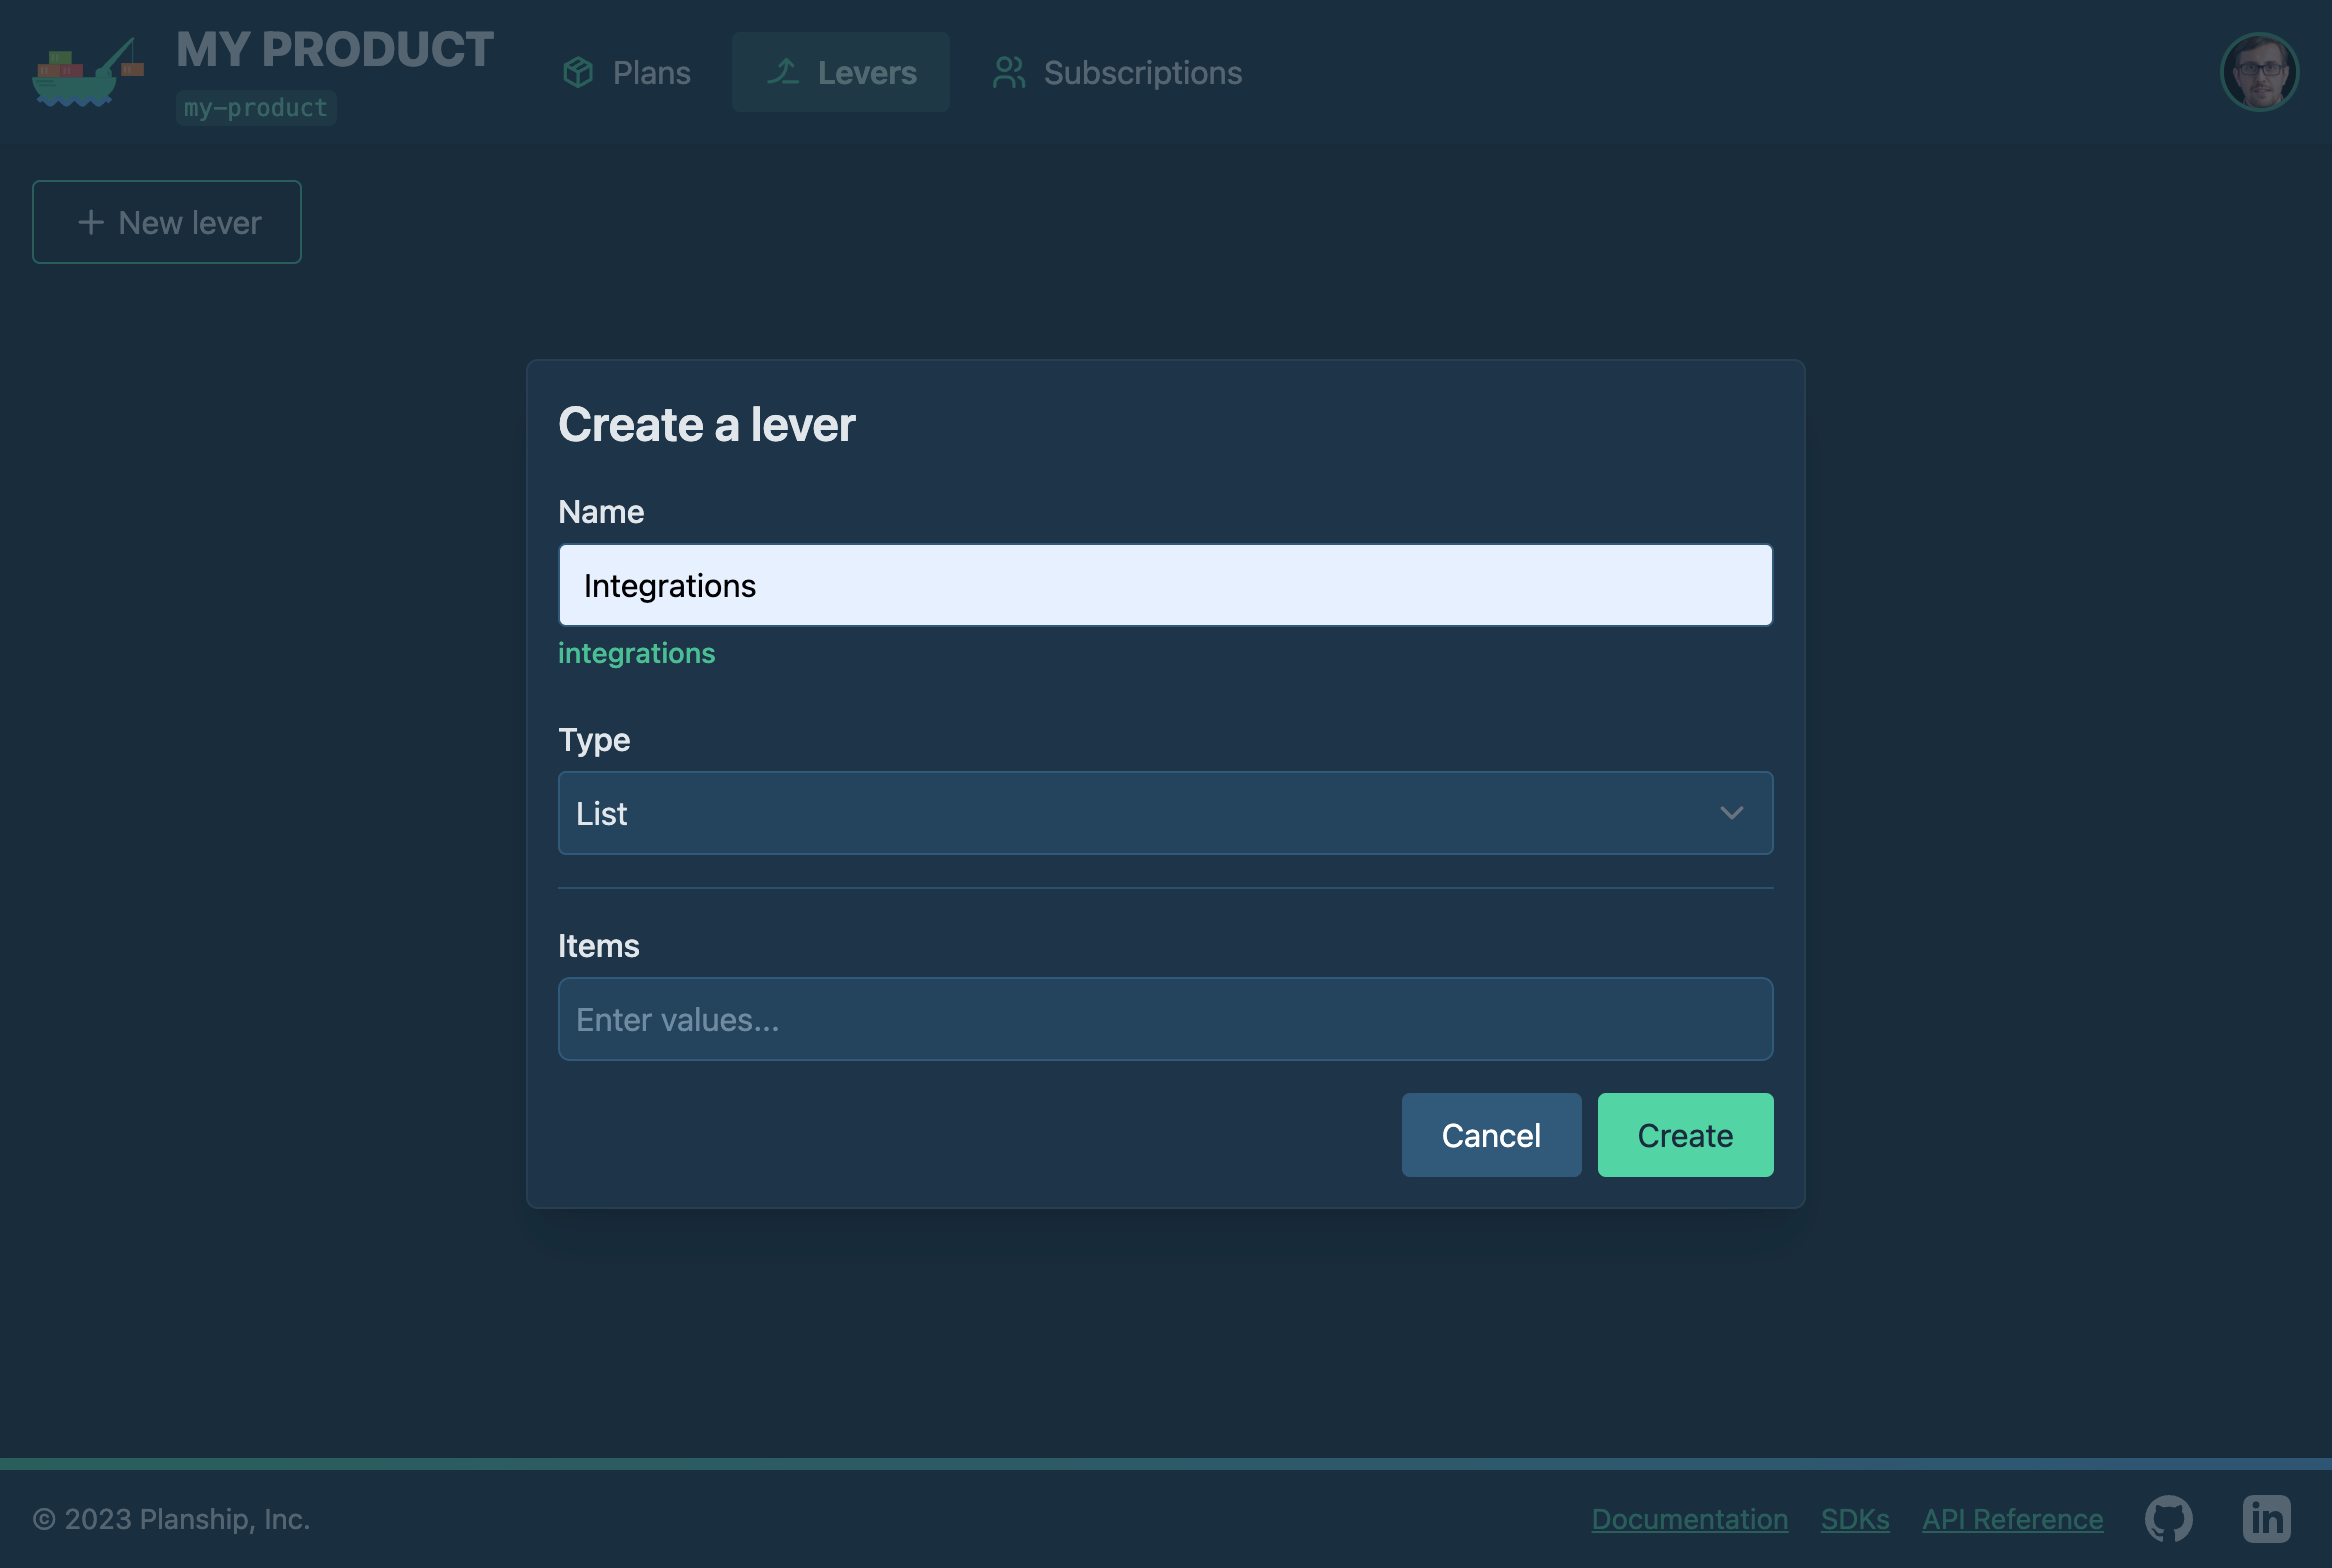 MY PRODUCT
my-product
Plans
Levers
Subscriptions
New lever
Create a lever
Name
Integrations
integrations
Type
List
Items
Enter values...
Cancel
Create
© 2023 Planship, Inc.
Documentation
SDKs
API Reference
in